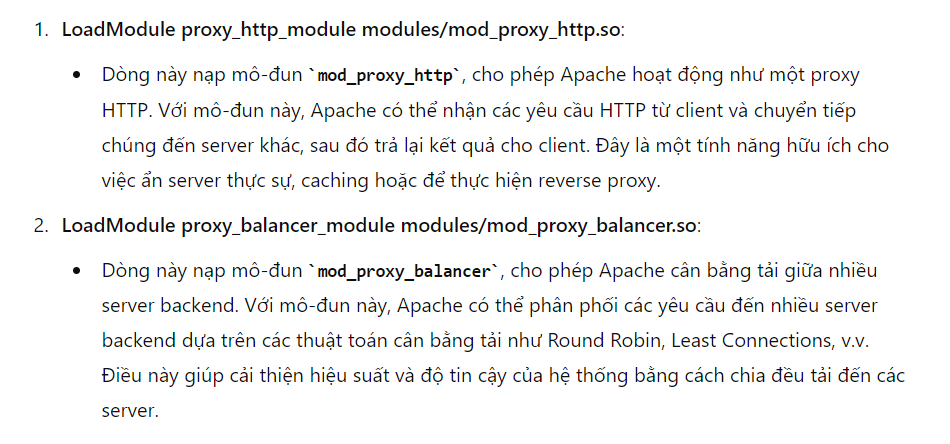 1. LoadModule proxy_http_module modules/mod_proxy_http.so:
• Dòng này nạp mô-đun `mod_proxy_http`, cho phép Apache hoạt động như một proxy
HTTP. Với mô-đun này, Apache có thể nhận các yêu cầu HTTP từ client và chuyển tiếp
chúng đến server khác, sau đó trả lại kết quả cho client. Đây là một tính năng hữu ích cho
việc ẩn server thực sự, caching hoặc để thực hiện reverse proxy.
2. LoadModule proxy_balancer_module modules/mod_proxy_balancer.so:
• Dòng này nạp mô-đun `mod_proxy_balancer`, cho phép Apache cân bằng tải giữa nhiều
server backend. Với mô-đun này, Apache có thể phân phối các yêu cầu đến nhiều server
backend dựa trên các thuật toán cân bằng tải như Round Robin, Least Connections, v.v.
Điều này giúp cải thiện hiệu suất và độ tin cậy của hệ thống bằng cách chia đều tải đến các
server.